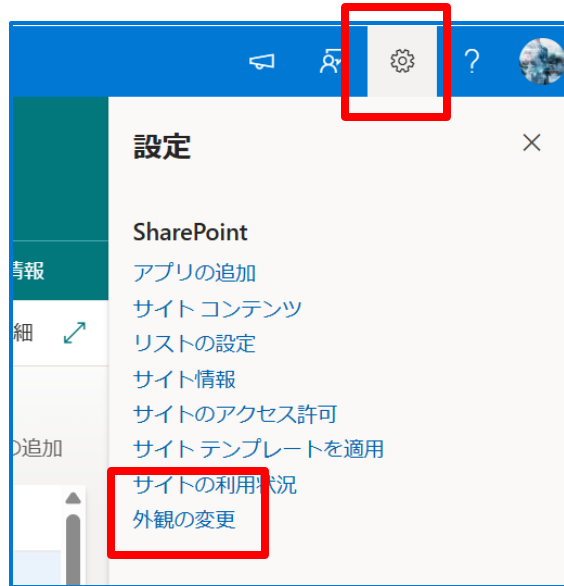 ?
設定
SharePoint
情報
アプリの追加
サイト コンテンツ
細
リストの設定
サイト情報
サイトのアクセス許可
の追加
サイト テンプレートを適用
サイトの利用状況
外観の変更